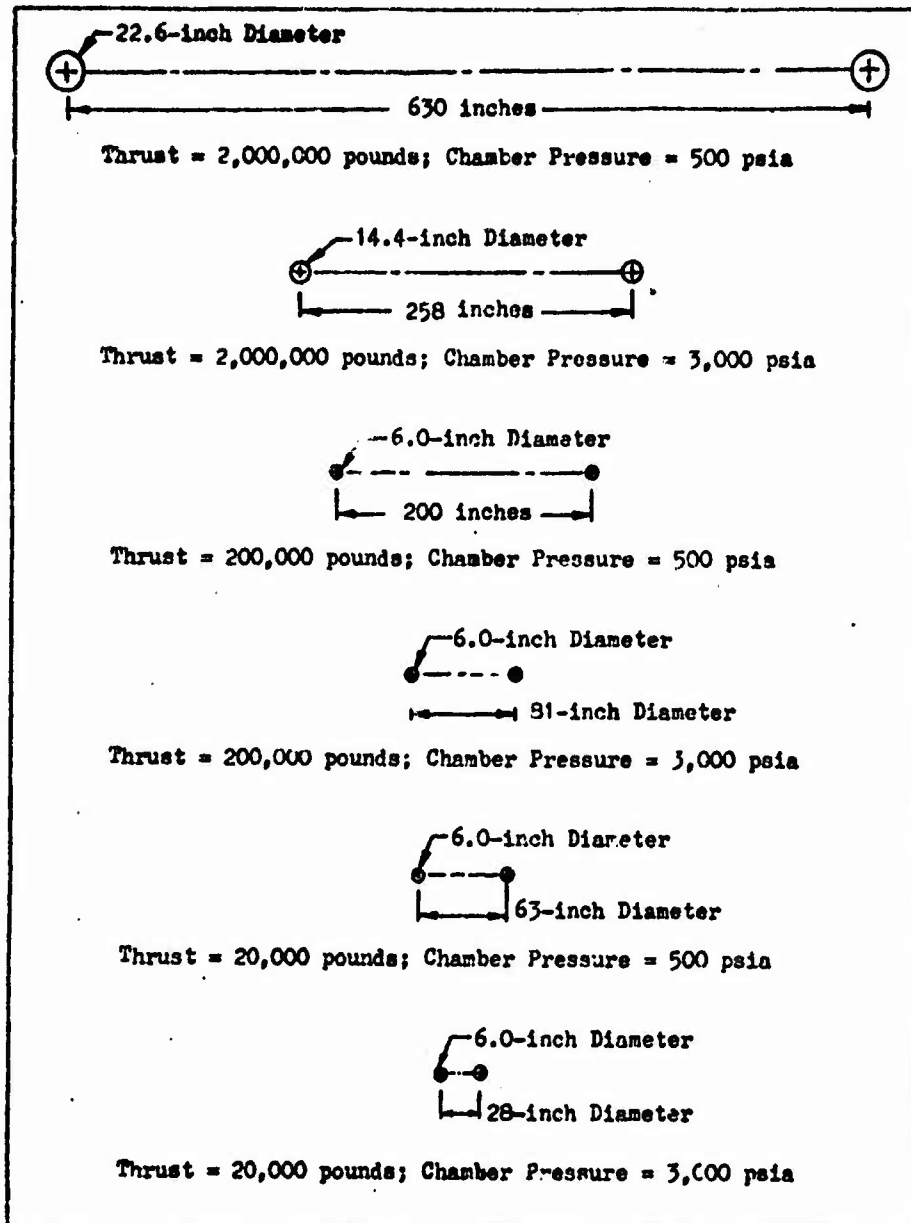 22.6-inch Diameter
630 inches
Thrust = 2,000,000 pounds; Chamber Pressure = 500 psia
14.4-inch Diameter
258 inches
Thrust = 2,000,000 pounds; Chamber Pressure = 3,000 psia
6.0-inch Diameter
200 inches
Thrust = 200,000 pounds; Chamber Pressure = 500 psia
6.0-inch Diameter
81-inch Diameter
Thrust = 200,000 pounds; Chamber Pressure = 3,000 psia
6.0-inch Diameter
63-inch Diameter
Thrust = 20,000 pounds; Chamber Pressure = 500 psia
6.0-inch Diameter
28-inch Diameter
Thrust = 20,000 pounds; Chamber Pressure = 3,000 psia